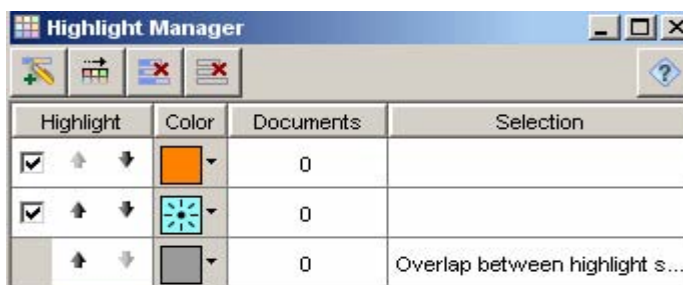 Highlight Manager
?
Highlight Color Documents Selection
0
0
0 Overlap between highlight s...